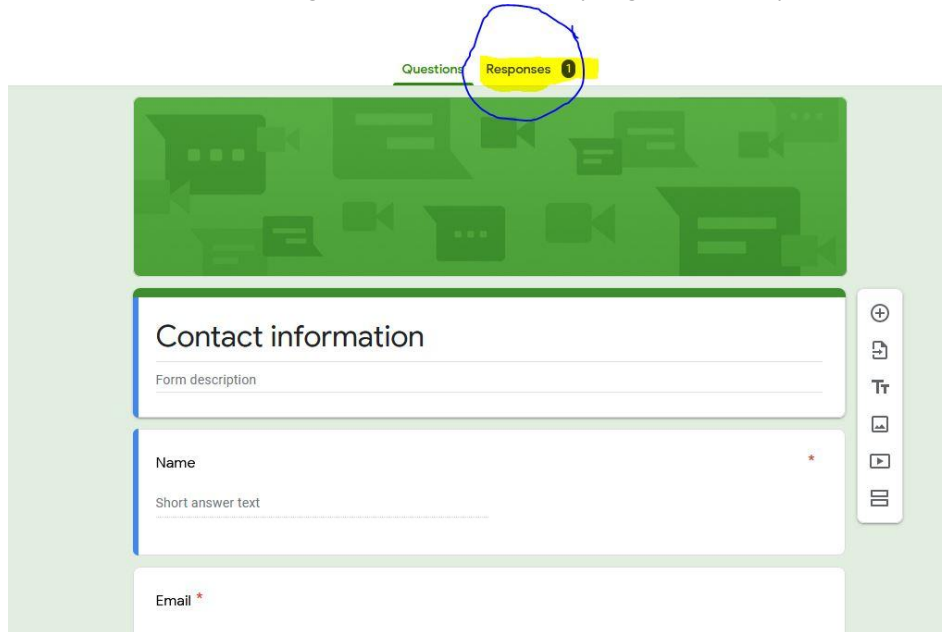 Questions Responses 1
Contact information
Form description
Name *
Short answer text
Email *